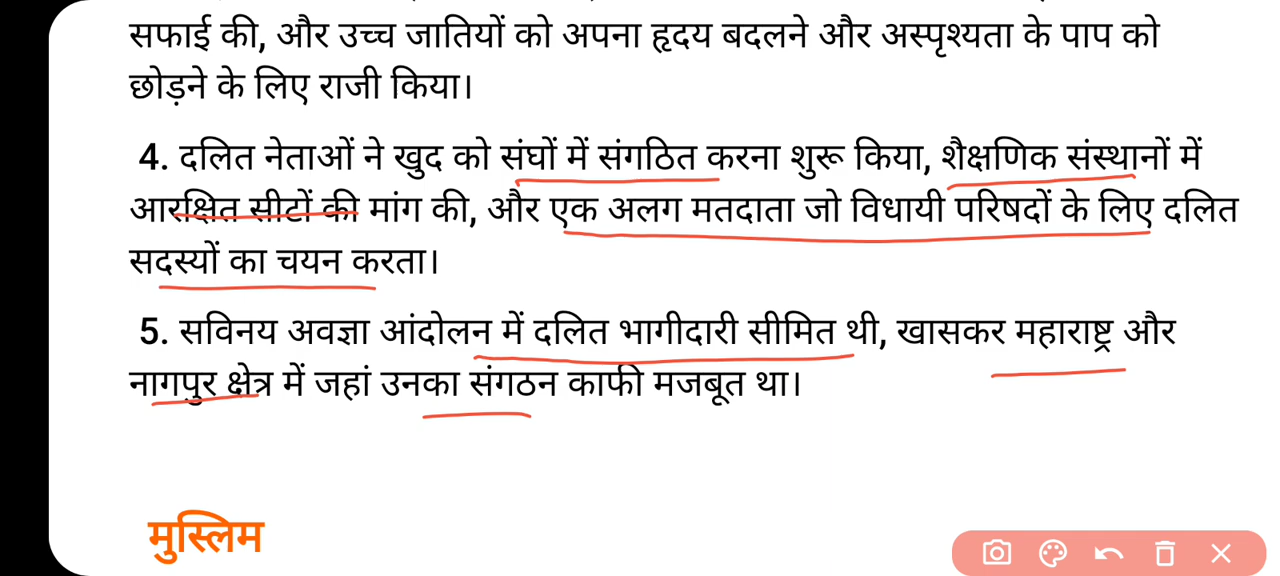 सफाई की, और उच्च जातियों को अपना हृदय बदलने और अस्पृश्यता के पाप को
छोड़ने के लिए राजी किया।
4. दलित नेताओं ने खुद को संघों में संगठित करना शुरू किया, शैक्षणिक संस्थानों में
आरक्षित सीटों की मांग की, और एक अलग मतदाता जो विधायी परिषदों के लिए दलित
सदस्यों का चयन करता।
5. सविनय अवज्ञा आंदोलन में दलित भागीदारी सीमित थी, खासकर महाराष्ट्र और
नागपुर क्षेत्र में जहां उनका संगठन काफी मजबूत था।
मुस्लिम